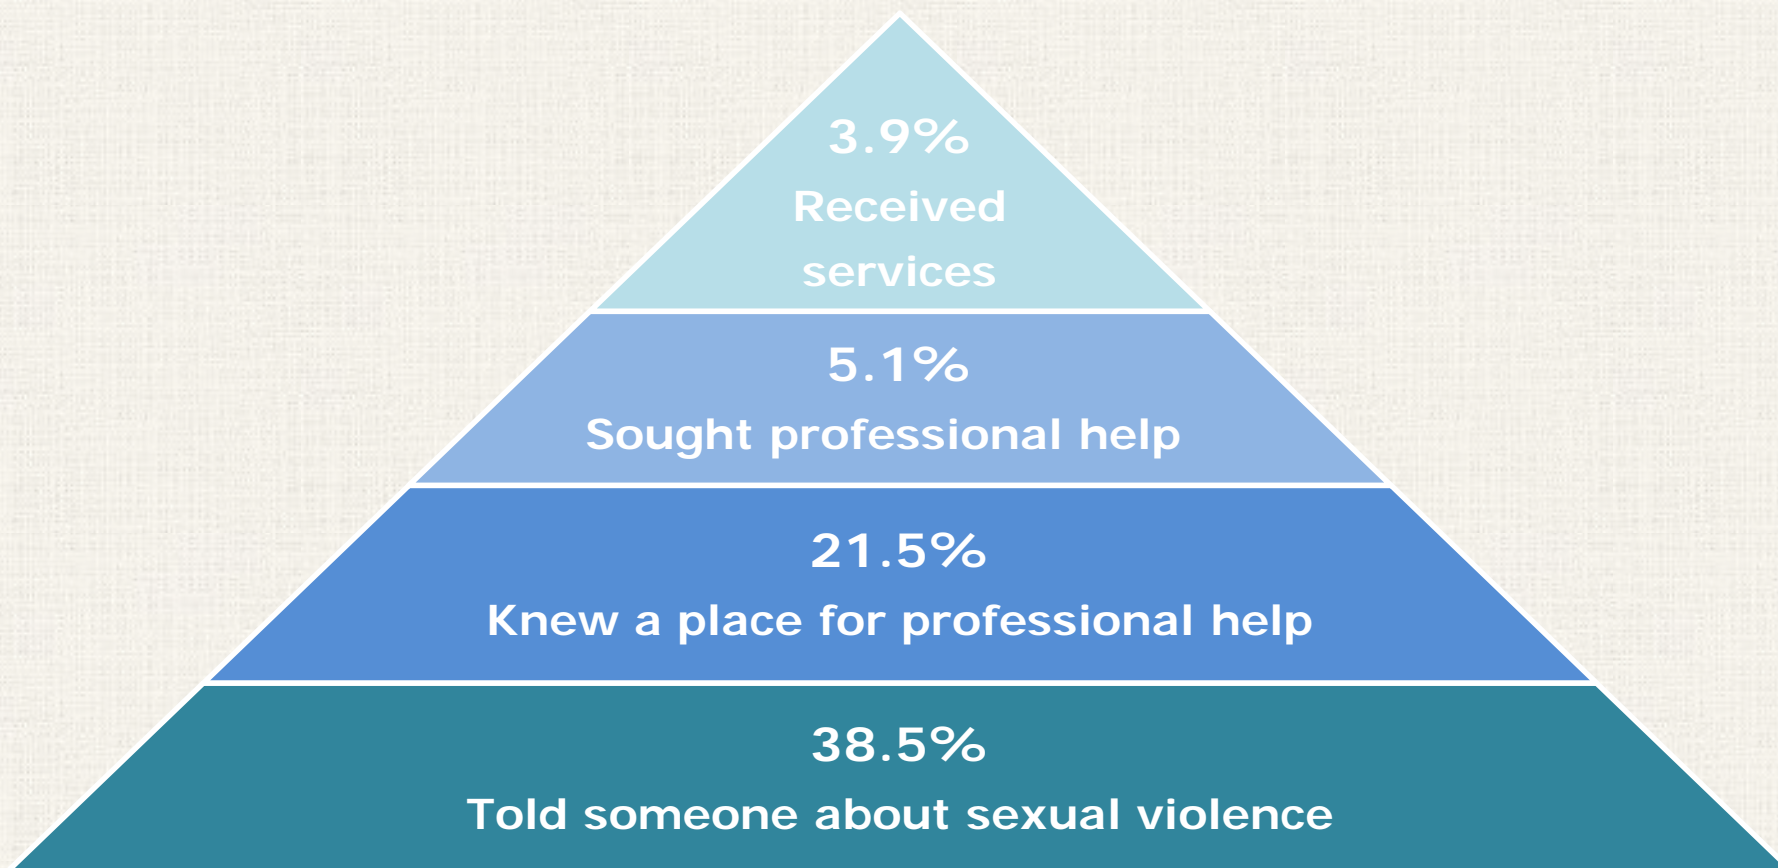 3.9%
Received
services
5.1%
Sought professional help
21.5%
Knew a place for professional help
38.5%
Told someone about sexual violence